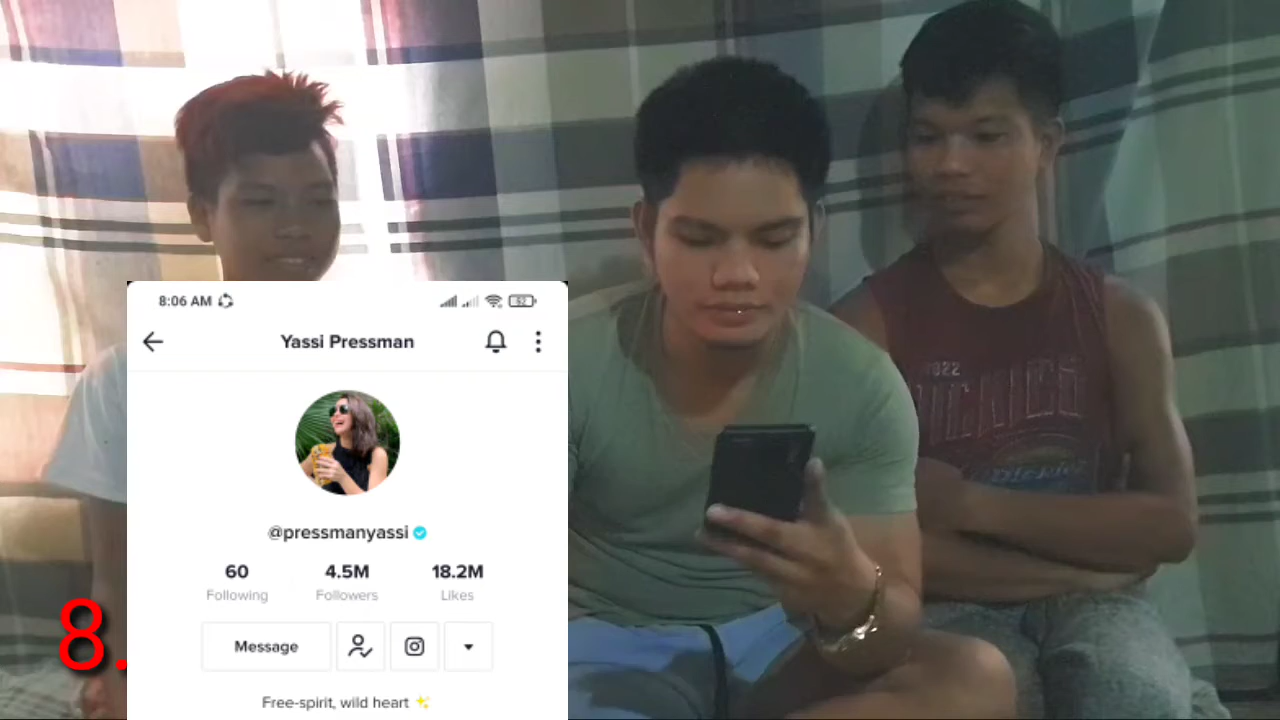 8:06 AM
92
Yassi Pressman
@pressmanyassi
60 4.5M 18.2M
Following Followers Likes
Message
Free-spirit, wild heart ✨
8.